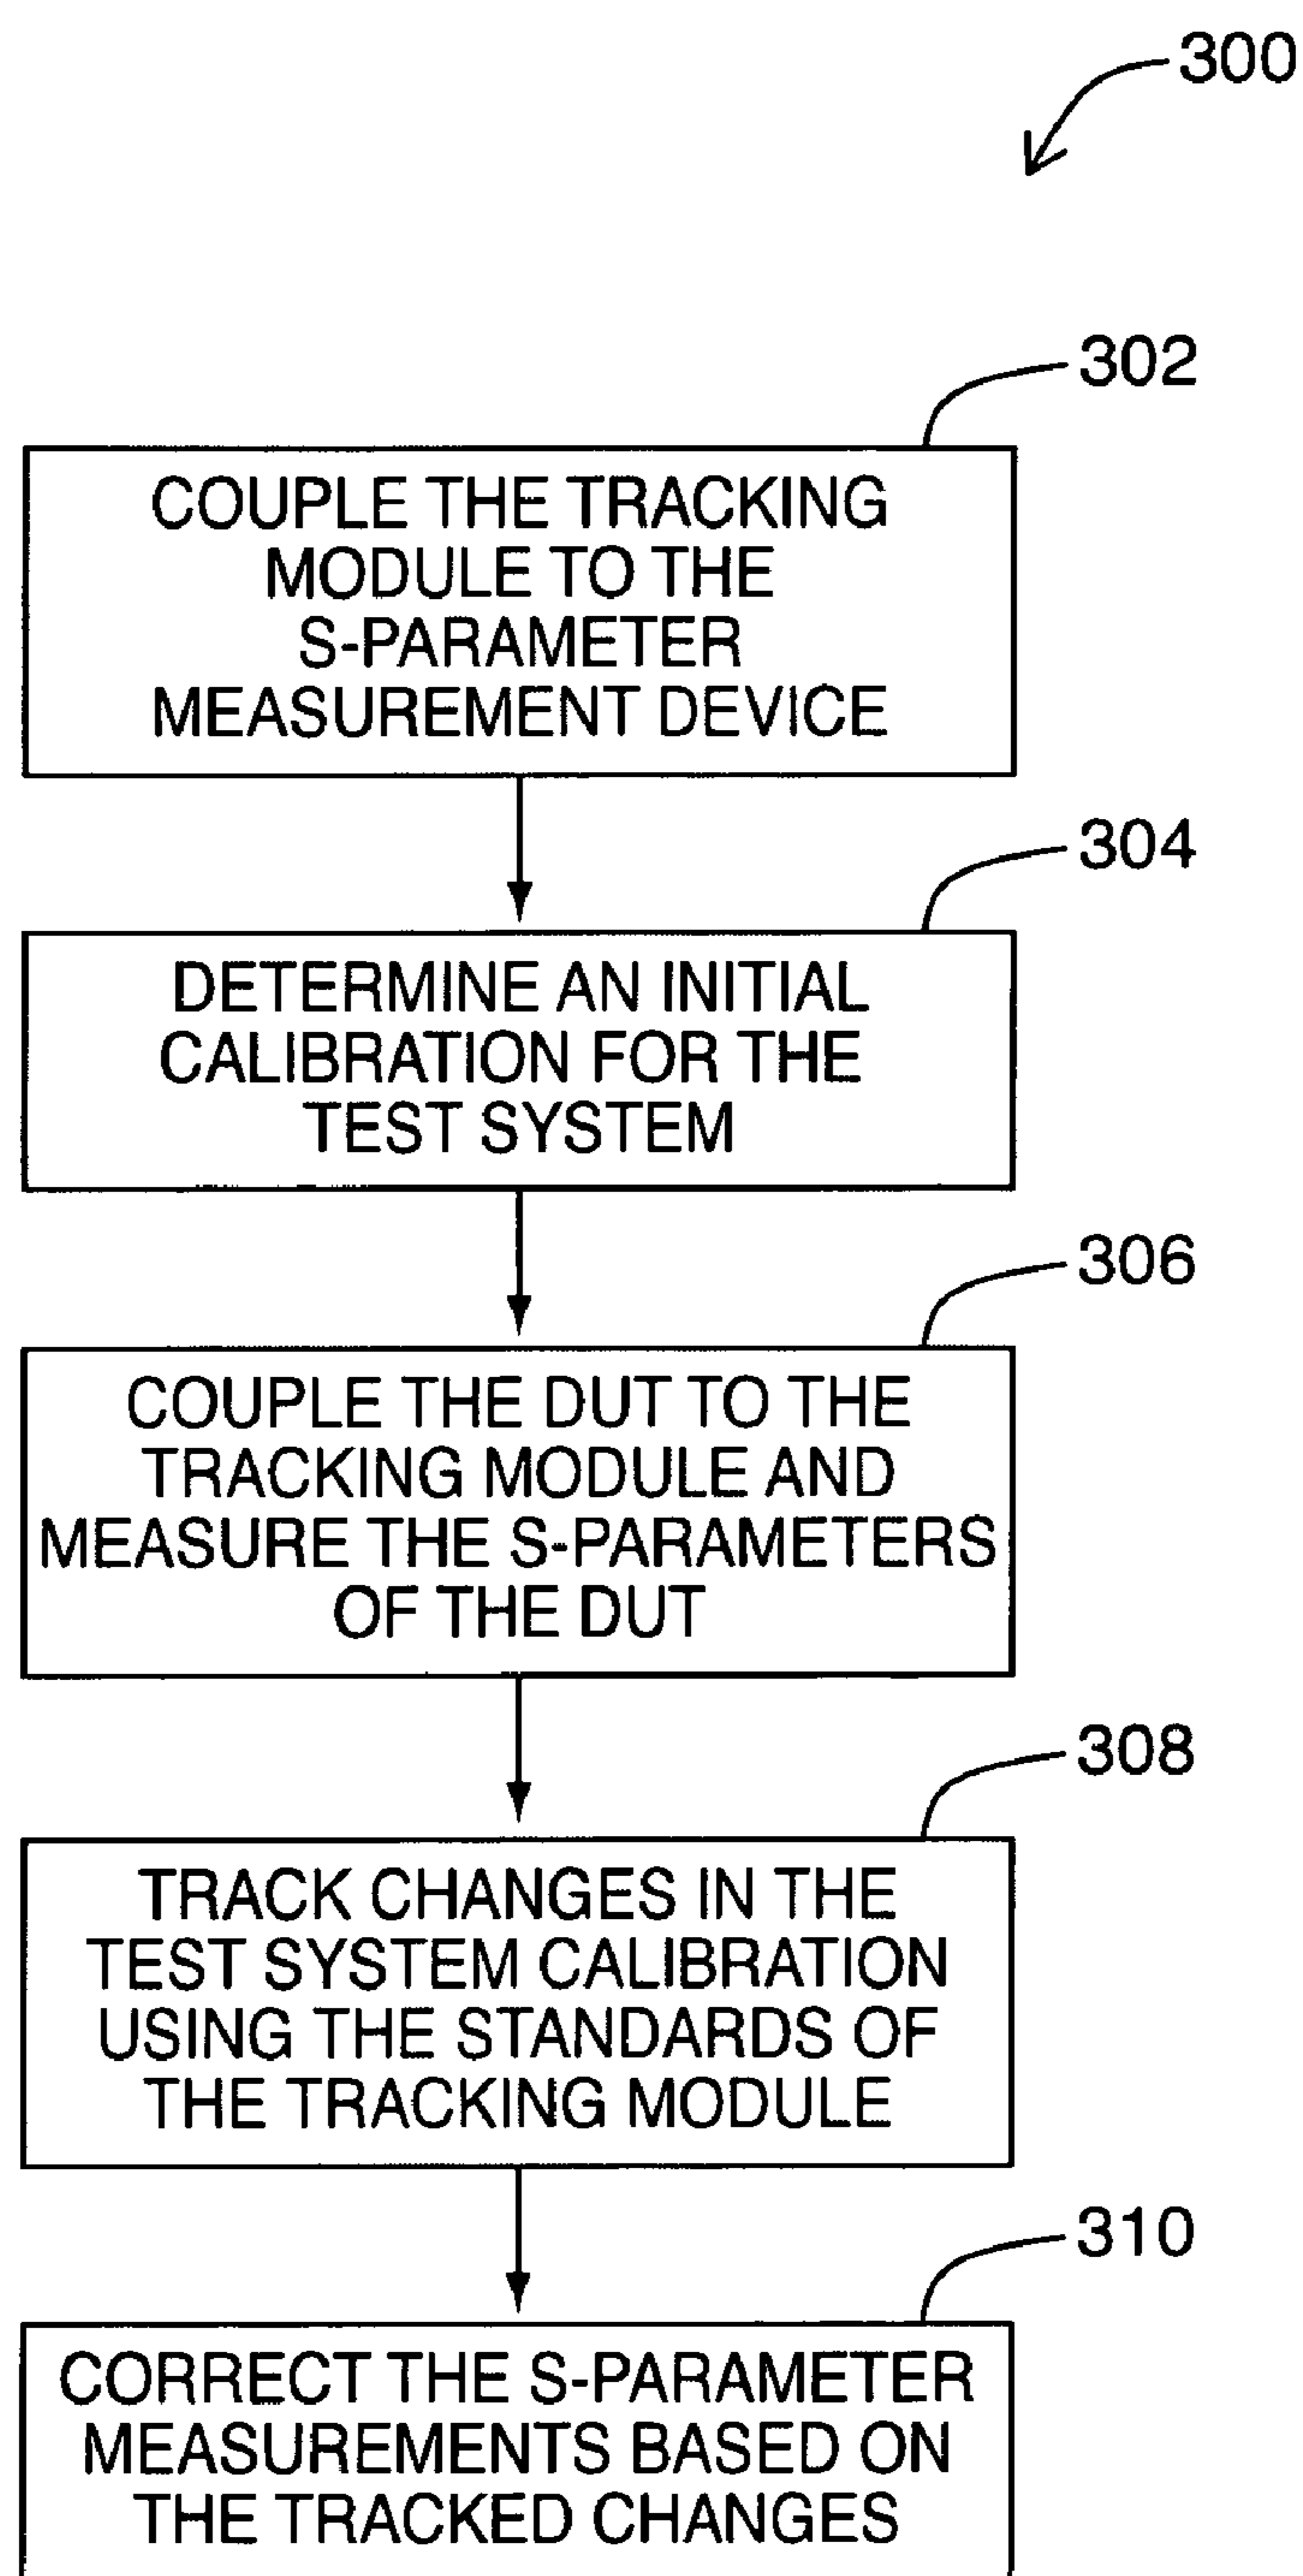 300
302
COUPLE THE TRACKING
MODULE TO THE
S-PARAMETER
MEASUREMENT DEVICE
304
DETERMINE AN INITIAL
CALIBRATION FOR THE
TEST SYSTEM
306
COUPLE THE DUT TO THE
TRACKING MODULE AND
MEASURE THE S-PARAMETERS
OF THE DUT
308
TRACK CHANGES IN THE
TEST SYSTEM CALIBRATION
USING THE STANDARDS OF
THE TRACKING MODULE
310
CORRECT THE S-PARAMETER
MEASUREMENTS BASED ON
THE TRACKED CHANGES